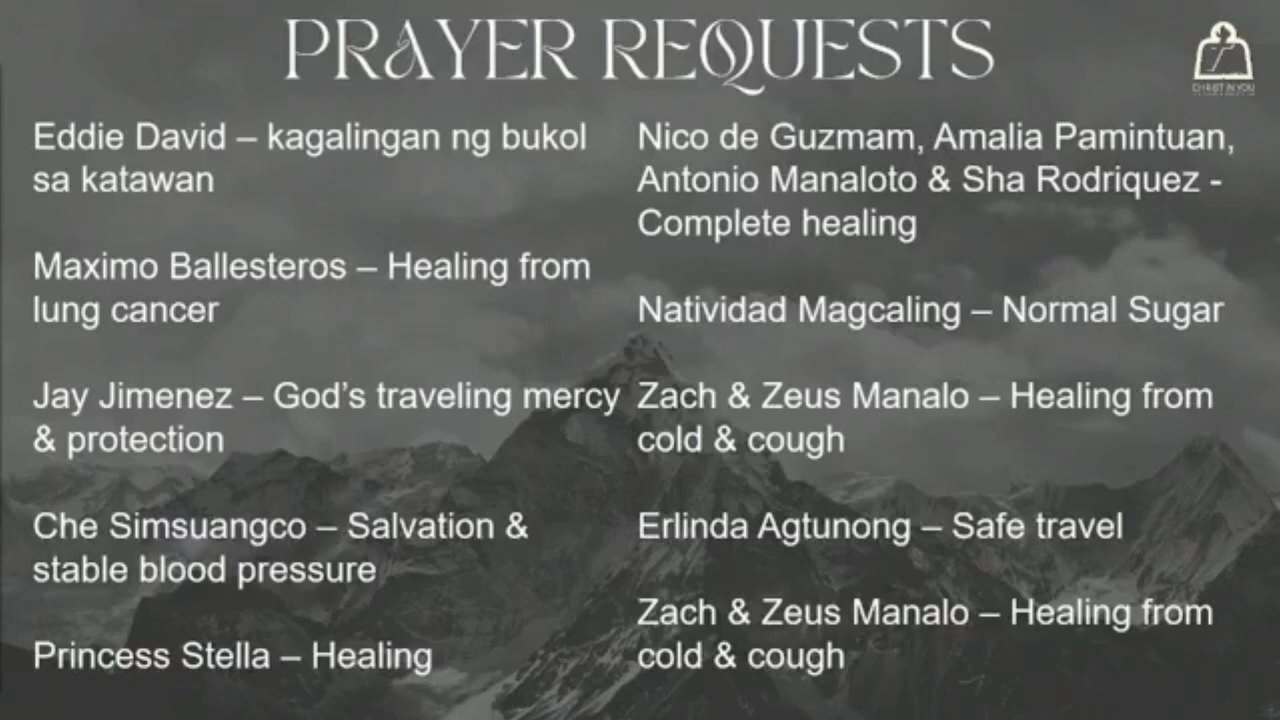 PRAYER REQUESTS
CHRIST IN YOU
Eddie David – kagalingan ng bukol
sa katawan
Maximo Ballesteros – Healing from
lung cancer
Jay Jimenez – God’s traveling mercy
& protection
Che Simsuangco – Salvation &
stable blood pressure
Princess Stella – Healing
Nico de Guzmam, Amalia Pamintuan,
Antonio Manaloto & Sha Rodriquez -
Complete healing
Natividad Magcaling – Normal Sugar
Zach & Zeus Manalo – Healing from
cold & cough
Erlinda Agtunong – Safe travel
Zach & Zeus Manalo – Healing from
cold & cough